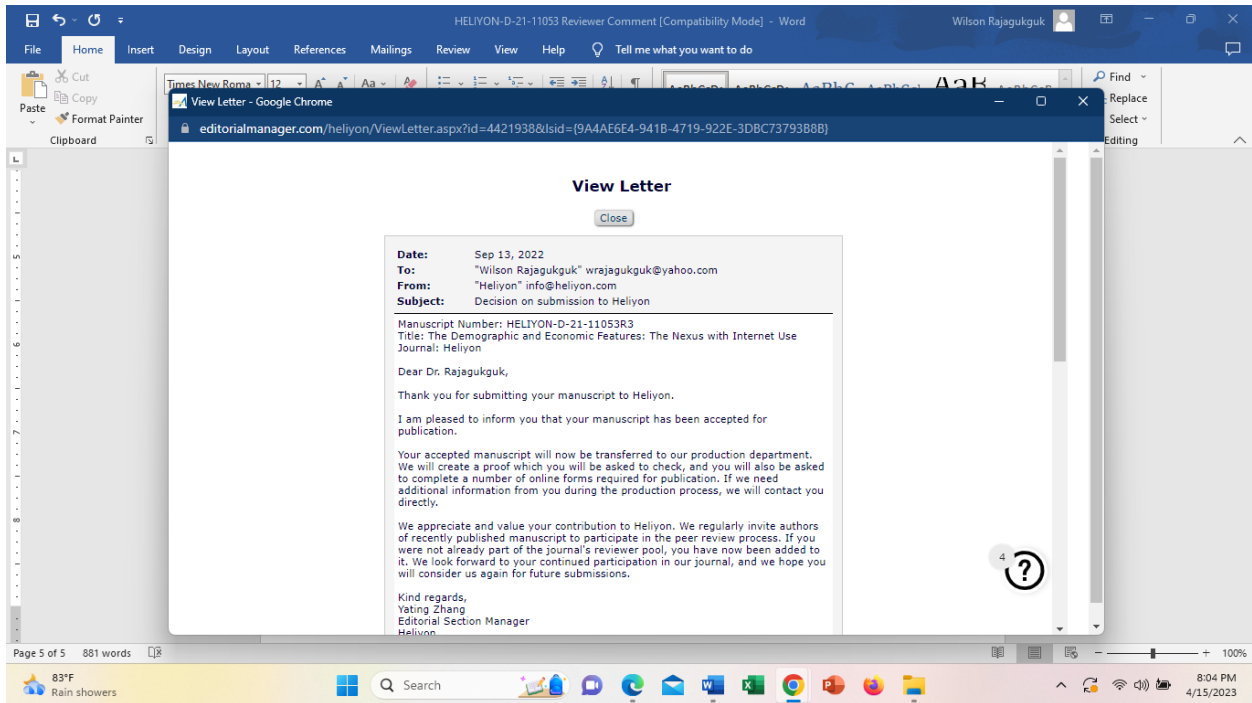 HELIYON-D-21-11053 Reviewer Comment [Compatibility Mode] - Word
Wilson Rajagukguk
File Home Insert Design Layout References Mailings Review View Help Tell me what you want to do
Paste
Cut
Copy
Format Painter
Clipboard
Times New Roma 12
Find
Replace
Select
Editing
View Letter - Google Chrome
editorialmanager.com/heliyon/ViewLetter.aspx?id=4421938&lsid={9A4AE6E4-941B-4719-922E-3DBC73793B8B}
View Letter
Close
Date: Sep 13, 2022
To: "Wilson Rajagukguk" wrajagukguk@yahoo.com
From: "Heliyon" info@heliyon.com
Subject: Decision on submission to Heliyon
Manuscript Number: HELIYON-D-21-11053R3
Title: The Demographic and Economic Features: The Nexus with Internet Use
Journal: Heliyon
Dear Dr. Rajagukguk,
Thank you for submitting your manuscript to Heliyon.
I am pleased to inform you that your manuscript has been accepted for
publication.
Your accepted manuscript will now be transferred to our production department.
We will create a proof which you will be asked to check, and you will also be asked
to complete a number of online forms required for publication. If we need
additional information from you during the production process, we will contact you
directly.
We appreciate and value your contribution to Heliyon. We regularly invite authors
of recently published manuscript to participate in the peer review process. If you
were not already part of the journal's reviewer pool, you have now been added to
it. We look forward to your continued participation in our journal, and we hope you
will consider us again for future submissions.
Kind regards,
Yating Zhang
Editorial Section Manager
Heliyon
4
?
Page 5 of 5 881 words
100%
83°F
Rain showers
Search
8:04 PM
4/15/2023